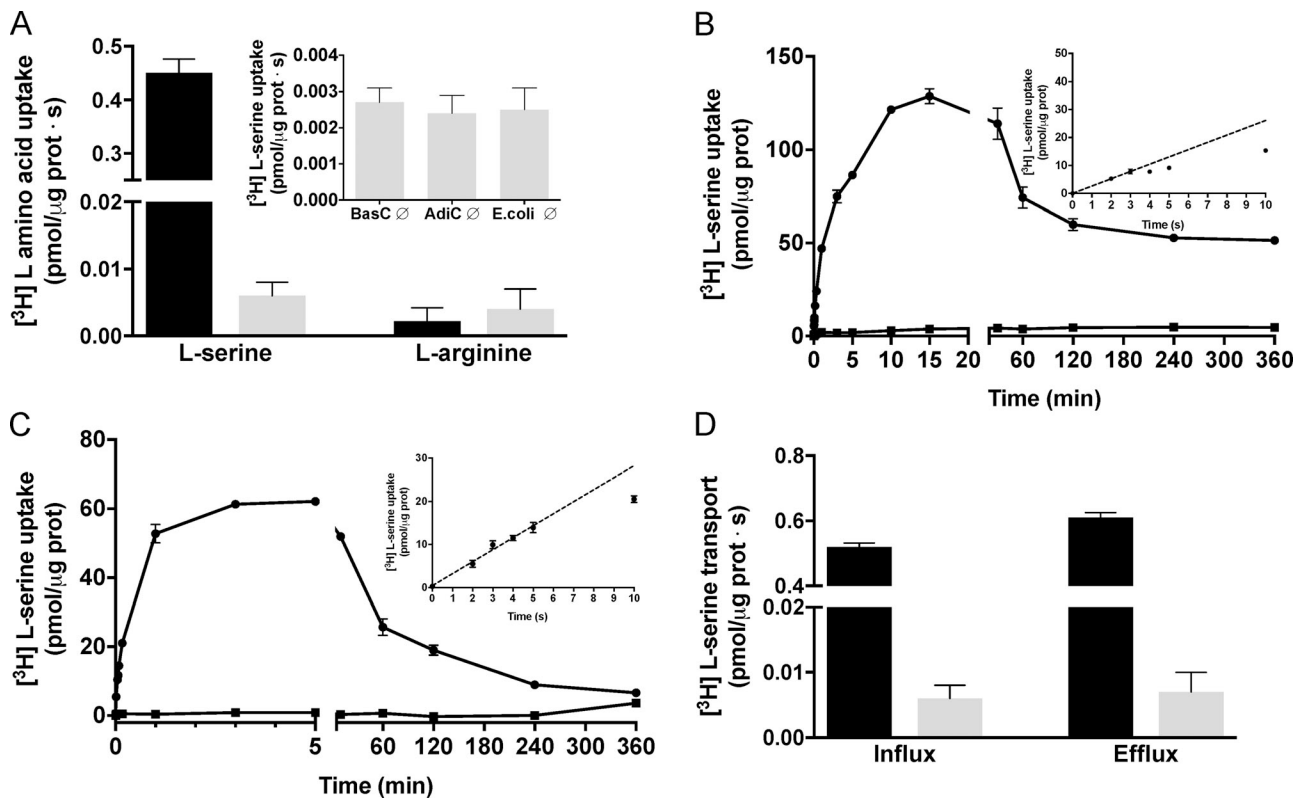 A
[³H] L amino acid uptake
(pmol/µg prot · s)
0.5
0.4
0.3
0.02
0.01
0.00
L-serine
L-arginine
[³H] L-serine uptake
(pmol/µg prot · s)
0.004
0.003
0.002
0.001
0.000
BasC ∅
AdiC ∅
E.coli ∅
B
[³H] L-serine uptake
(pmol/µg prot)
150
100
50
0
0 5 10 15 20 60 120 180 240 300 360
Time (min)
[³H] L-serine uptake
(pmol/µg prot)
50
40
30
20
10
0
0 1 2 3 4 5 6 7 8 9 10
Time (s)
C
[³H] L-serine uptake
(pmol/µg prot)
80
60
40
20
0
0 5 60 120 180 240 300 360
Time (min)
[³H] L-serine uptake
(pmol/µg prot)
30
20
10
0
0 1 2 3 4 5 6 7 8 9 10
Time (s)
D
[³H] L-serine transport
(pmol/µg prot · s)
0.8
0.6
0.4
0.02
0.01
0.00
Influx
Efflux